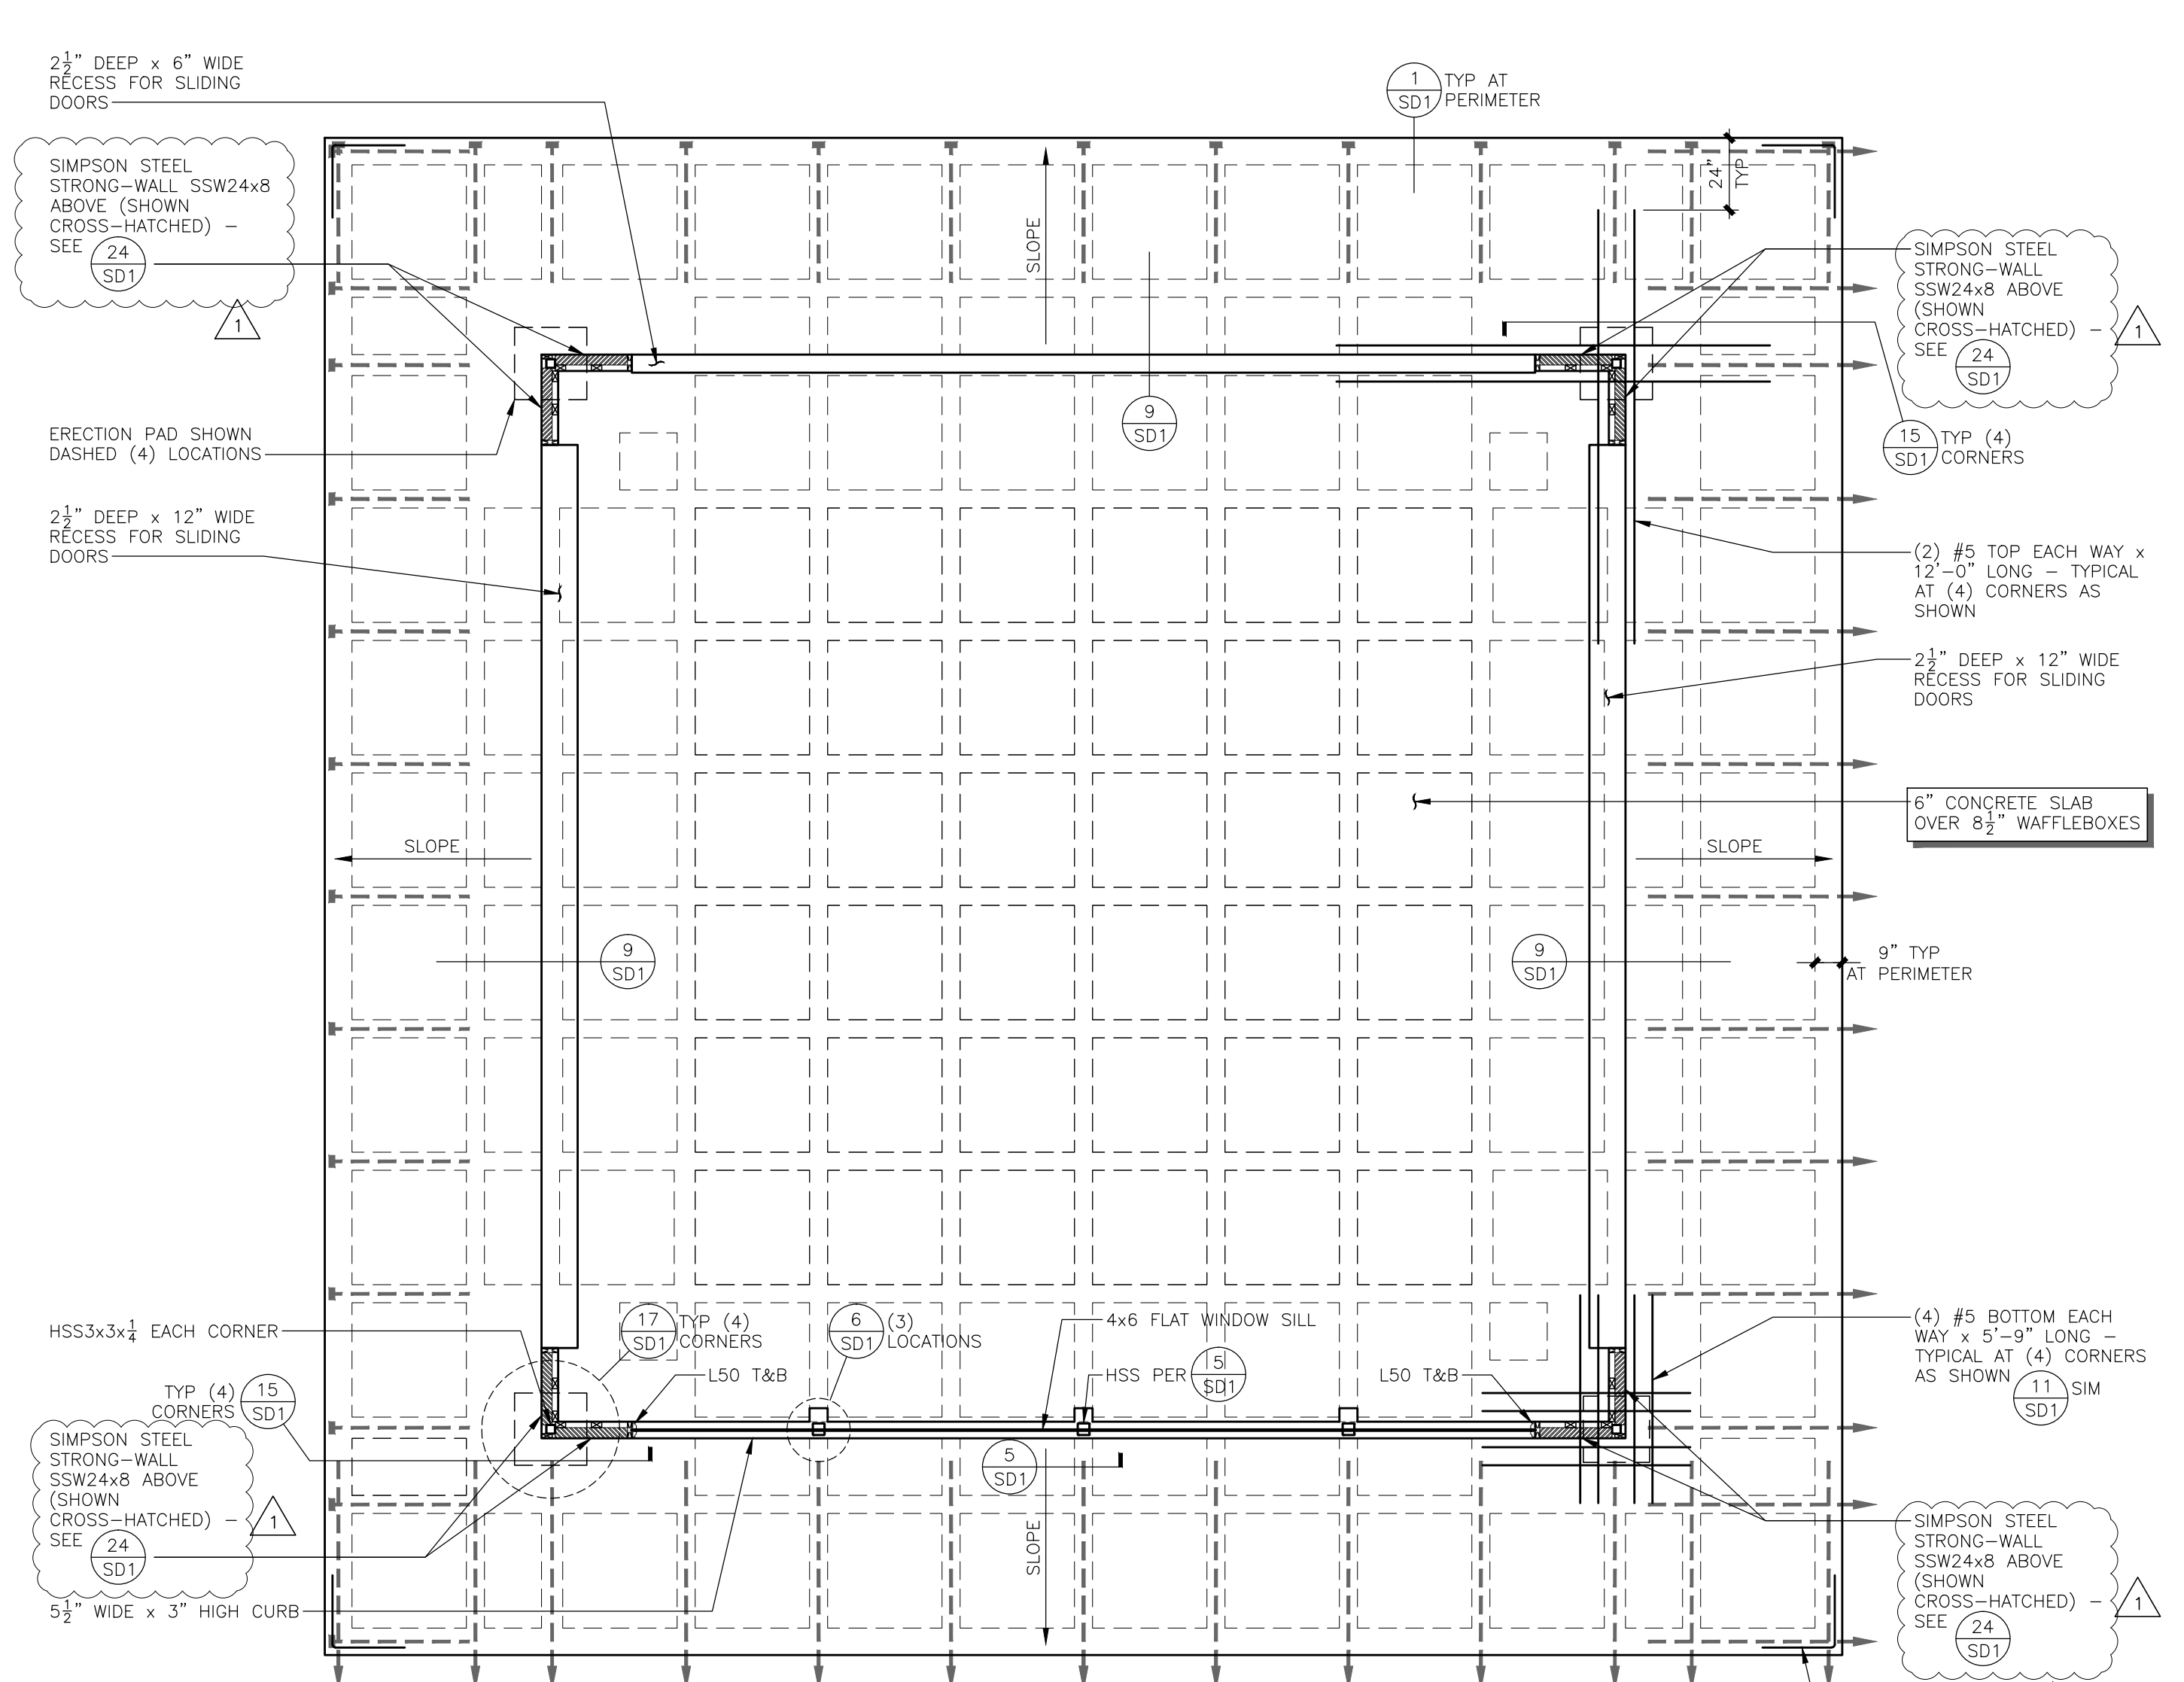 2½” DEEP x 6” WIDE
RECESS FOR SLIDING
DOORS
1
SD1
TYP AT
PERIMETER
SIMPSON STEEL
STRONG–WALL SSW24x8
ABOVE (SHOWN
CROSS–HATCHED) –
SEE
24
SD1
1
SLOPE
24”
TYP
SIMPSON STEEL
STRONG–WALL
SSW24x8 ABOVE
(SHOWN
CROSS–HATCHED) –
SEE
24
SD1
1
9
SD1
15
SD1
TYP (4)
CORNERS
ERECTION PAD SHOWN
DASHED (4) LOCATIONS
2½” DEEP x 12” WIDE
RECESS FOR SLIDING
DOORS
(2) #5 TOP EACH WAY x
12’–0” LONG – TYPICAL
AT (4) CORNERS AS
SHOWN
2½” DEEP x 12” WIDE
RECESS FOR SLIDING
DOORS
6” CONCRETE SLAB
OVER 8½” WAFFLEBOXES
SLOPE
SLOPE
9
SD1
9
SD1
9” TYP
AT PERIMETER
HSS3x3x¼ EACH CORNER
17
SD1
TYP (4)
CORNERS
6
SD1
(3)
LOCATIONS
4x6 FLAT WINDOW SILL
(4) #5 BOTTOM EACH
WAY x 5’–9” LONG –
TYPICAL AT (4) CORNERS
AS SHOWN
11
SD1
SIM
L50 T&B
HSS PER
5
SD1
L50 T&B
TYP (4)
CORNERS
15
SD1
5
SD1
SIMPSON STEEL
STRONG–WALL
SSW24x8 ABOVE
(SHOWN
CROSS–HATCHED) –
SEE
24
SD1
1
SLOPE
SIMPSON STEEL
STRONG–WALL
SSW24x8 ABOVE
(SHOWN
CROSS–HATCHED) –
SEE
24
SD1
1
5½” WIDE x 3” HIGH CURB